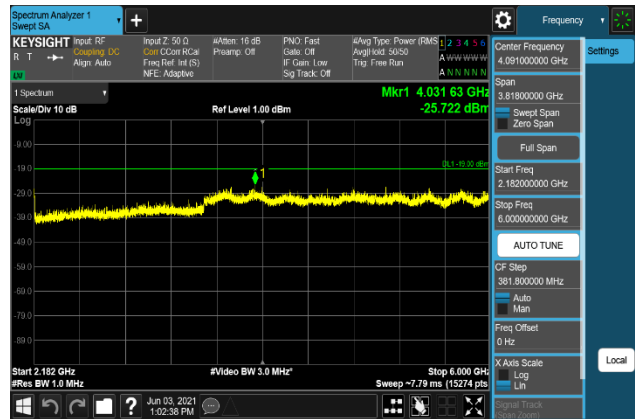 Spectrum Analyzer 1
Swept SA
Frequency
KEYSIGHT
Input: RF
Input Z: 50 Ω
#Atten: 16 dB
PNO: Fast
#Avg Type: Power (RMS
1 2 3 4 5 6
R T
Coupling: DC
Corr CCorr RCal
Preamp: Off
Gate: Off
Avg|Hold: 50/50
A W W W W W
Align: Auto
Freq Ref: Int (S)
IF Gain: Low
Trig: Free Run
LW
NFE: Adaptive
Sig Track: Off
A N N N N N
Center Frequency
4.091000000 GHz
Settings
1 Spectrum
Mkr1 4.031 63 GHz
Scale/Div 10 dB
Ref Level 1.00 dBm
-25.722 dBm
Log
Span
3.81800000 GHz
Swept Span
Zero Span
Full Span
-9.00
-19.0
DL1 -19.00 dBm
1
-29.0
-39.0
-49.0
-59.0
-69.0
-79.0
-89.0
Start Freq
2.182000000 GHz
Stop Freq
6.000000000 GHz
AUTO TUNE
CF Step
381.800000 MHz
Auto
Man
Freq Offset
0 Hz
X Axis Scale
Log
Lin
Local
Signal Track
(Span Zoom)
Start 2.182 GHz
#Video BW 3.0 MHz*
Stop 6.000 GHz
#Res BW 1.0 MHz
Sweep ~7.79 ms (15274 pts
?
Jun 03, 2021
1:02:38 PM